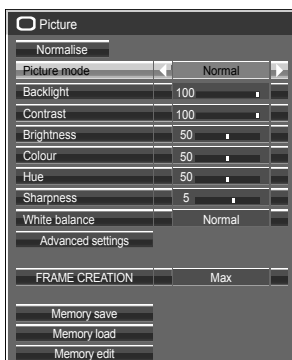 Picture
Normalise
Picture mode Normal
Backlight 100
Contrast 100
Brightness 50
Colour 50
Hue 50
Sharpness 5
White balance Normal
Advanced settings
FRAME CREATION Max
Memory save
Memory load
Memory edit